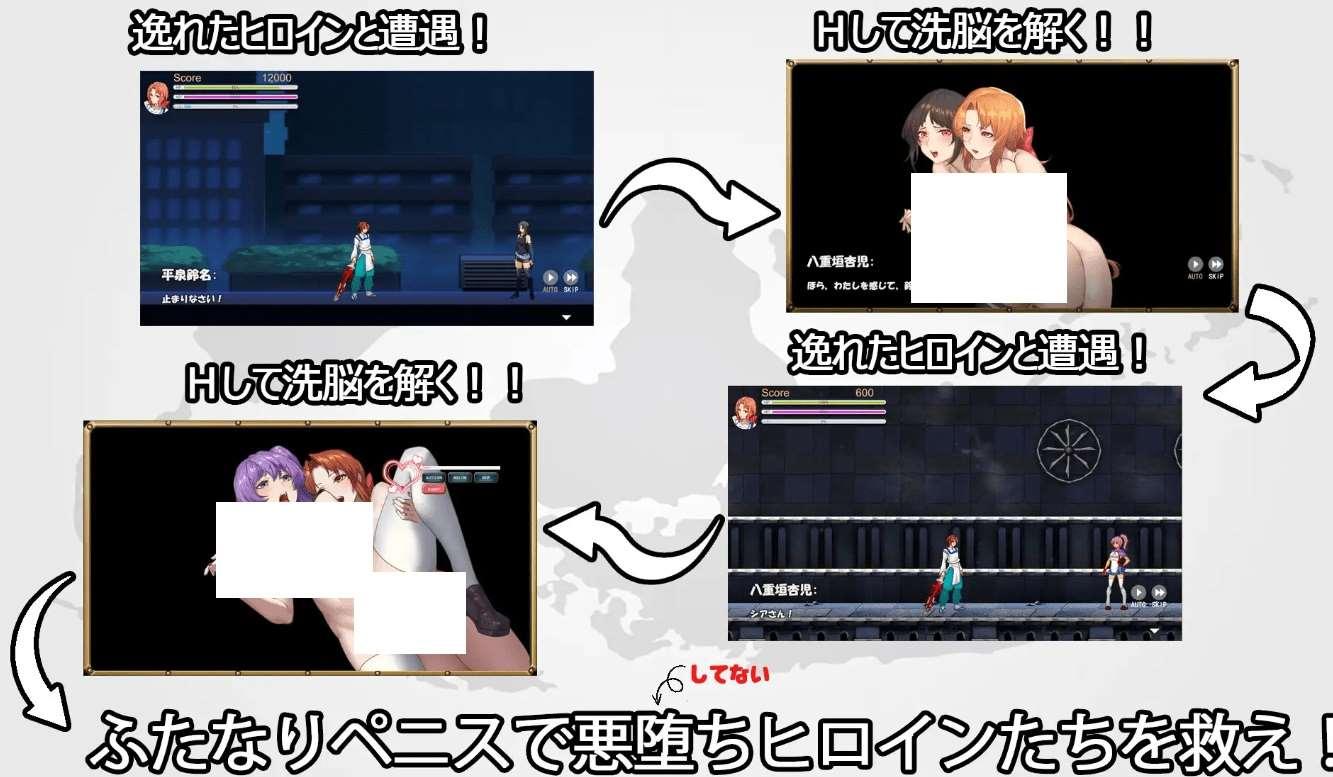 逸れたヒロインと遭遇！
Score 12000
平泉鈴名:
止まりなさい！
AUTO SKIP
Hして洗脳を解く！！
八重垣杏児:
ほら、わたしを感じて、
AUTO SKIP
逸れたヒロインと遭遇！
Score 600
八重垣杏児:
シアさん！
AUTO SKIP
Hして洗脳を解く！！
してない
ふたなりペニスで悪堕ちヒロインたちを救え！